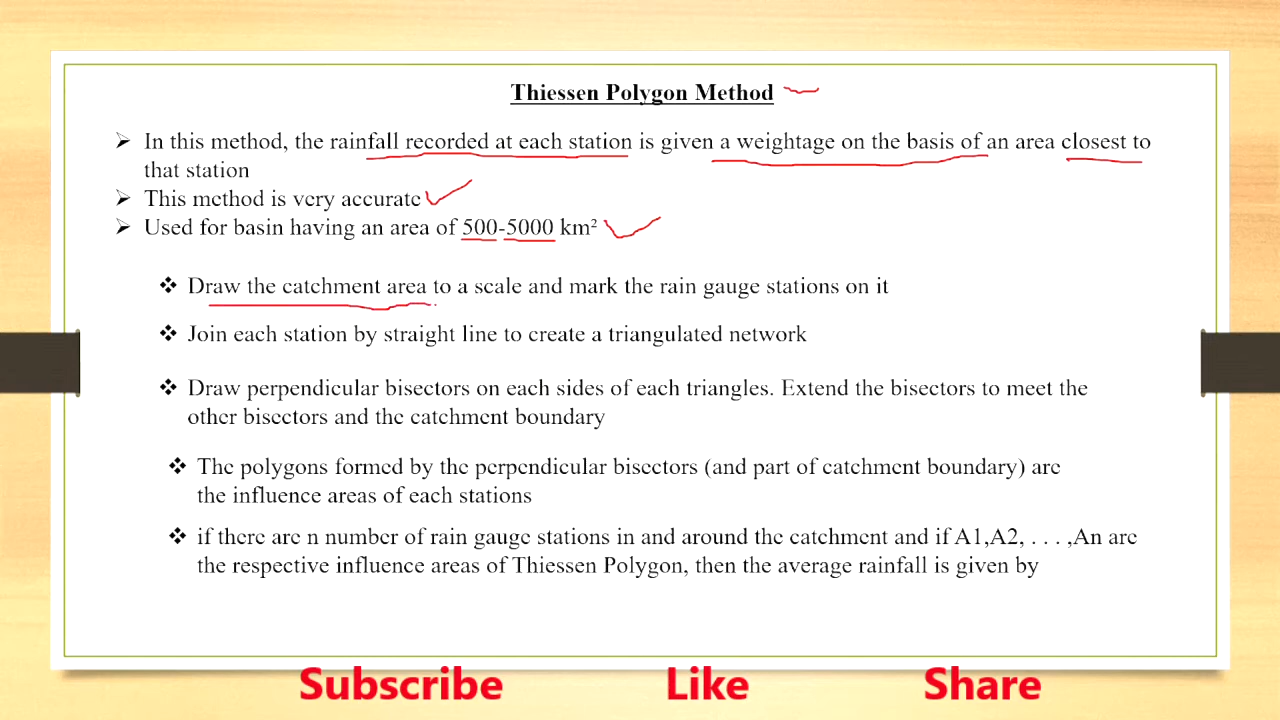 Thiessen Polygon Method
➢ In this method, the rainfall recorded at each station is given a weightage on the basis of an area closest to
that station
➢ This method is very accurate
➢ Used for basin having an area of 500-5000 km²
❖ Draw the catchment area to a scale and mark the rain gauge stations on it
❖ Join each station by straight line to create a triangulated network
❖ Draw perpendicular bisectors on each sides of each triangles. Extend the bisectors to meet the
other bisectors and the catchment boundary
❖ The polygons formed by the perpendicular bisectors (and part of catchment boundary) are
the influence areas of each stations
❖ if there are n number of rain gauge stations in and around the catchment and if A1,A2, . . . ,An are
the respective influence areas of Thiessen Polygon, then the average rainfall is given by
Subscribe Like Share